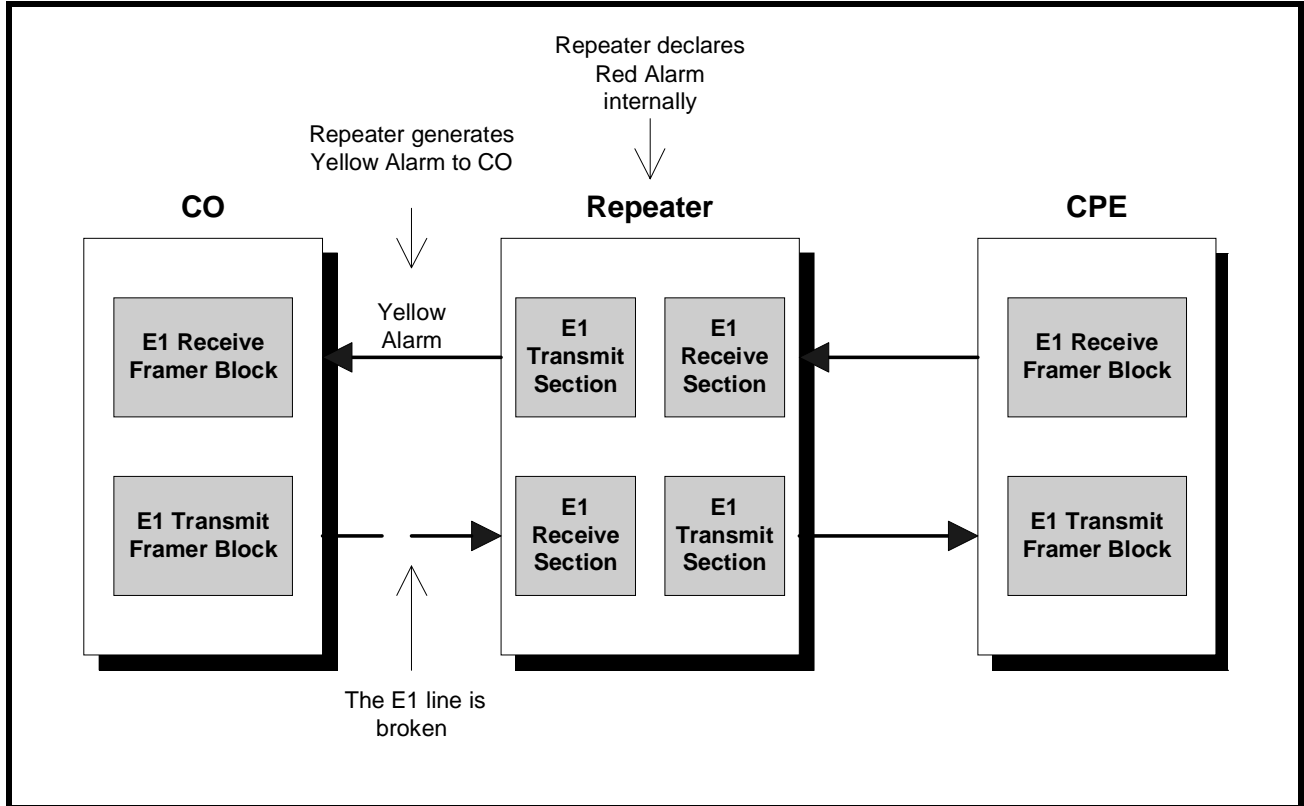 Repeater declares
Red Alarm
internally
Repeater generates
Yellow Alarm to CO
CO
Repeater
CPE
E1 Receive
Framer Block
Yellow
Alarm
E1
Transmit
Section
E1
Receive
Section
E1 Receive
Framer Block
E1 Transmit
Framer Block
E1
Receive
Section
E1
Transmit
Section
E1 Transmit
Framer Block
The E1 line is
broken